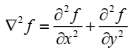 ∇²f = ∂²f/∂x² + ∂²f/∂y²